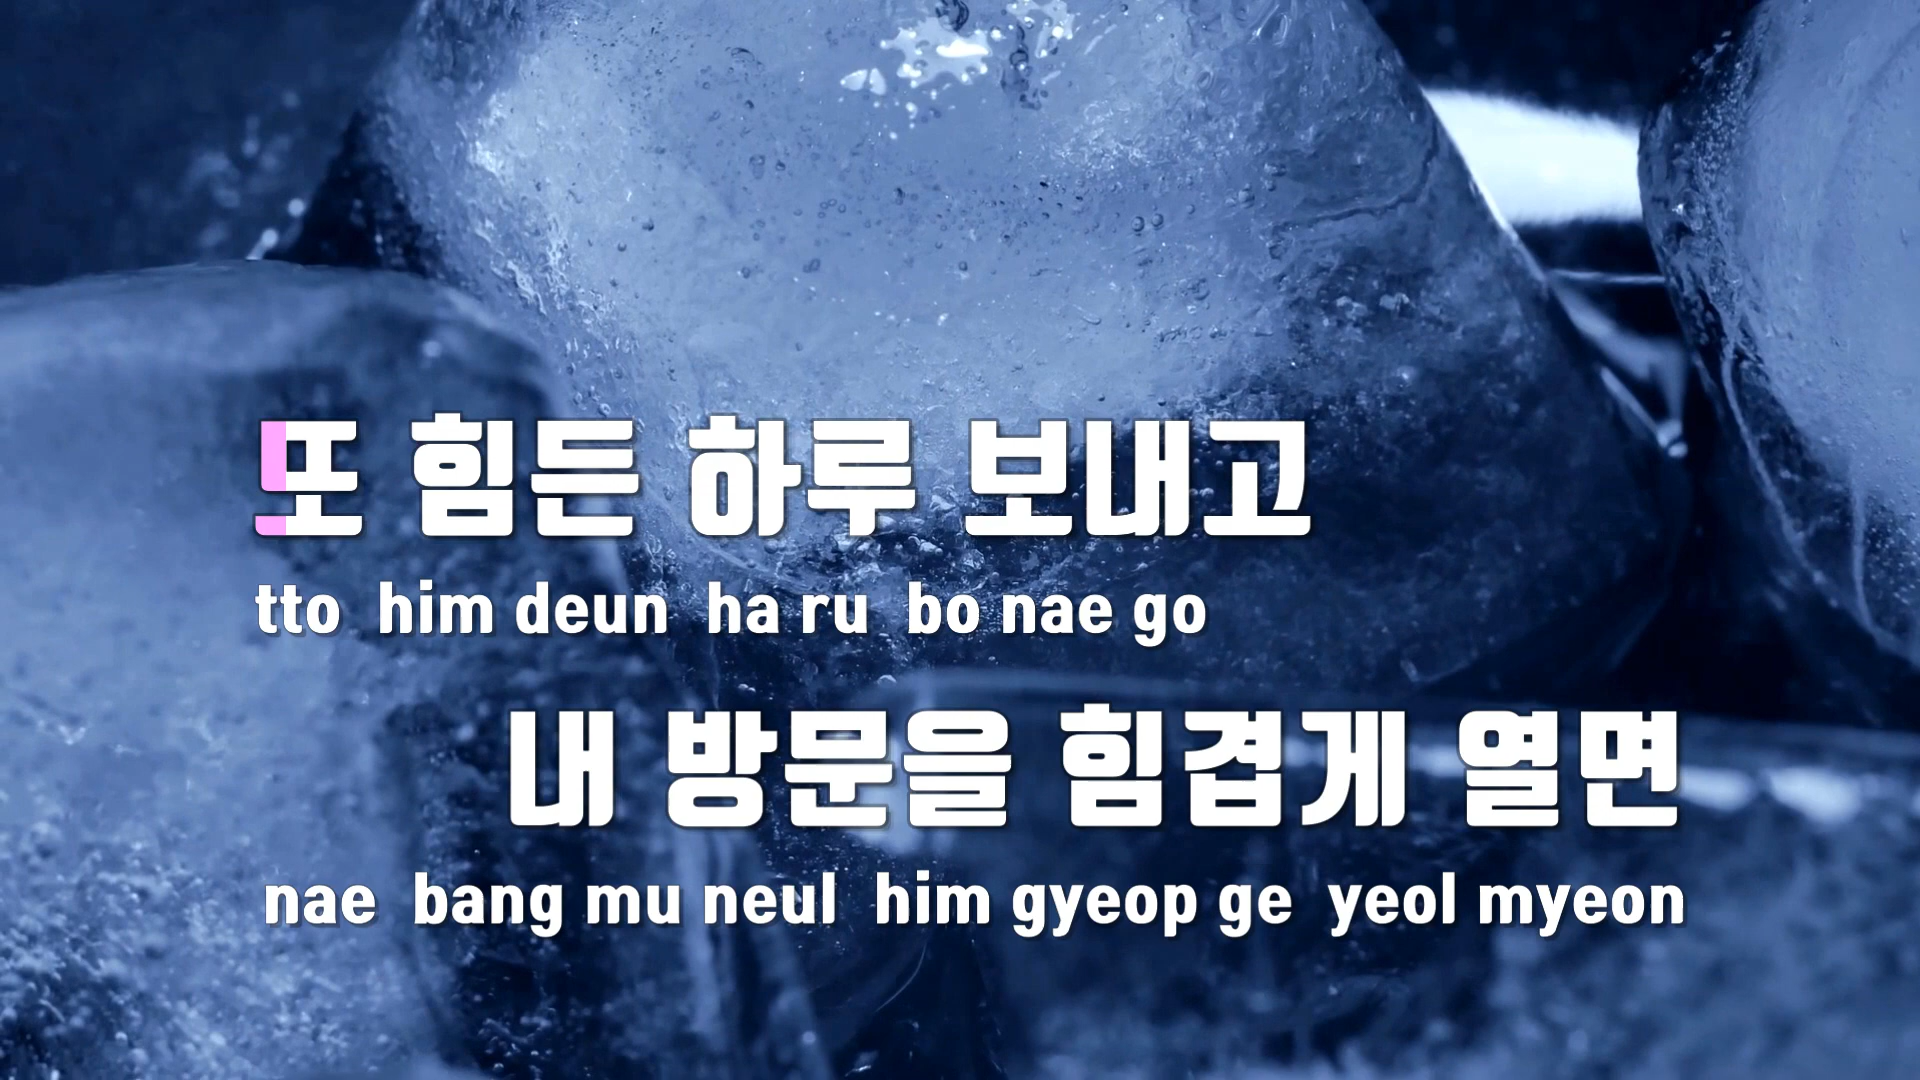 또 힘든 하루 보내고
tto him deun ha ru bo nae go
내 방문을 힘겹게 열면
nae bang mu neul him gyeop ge yeol myeon